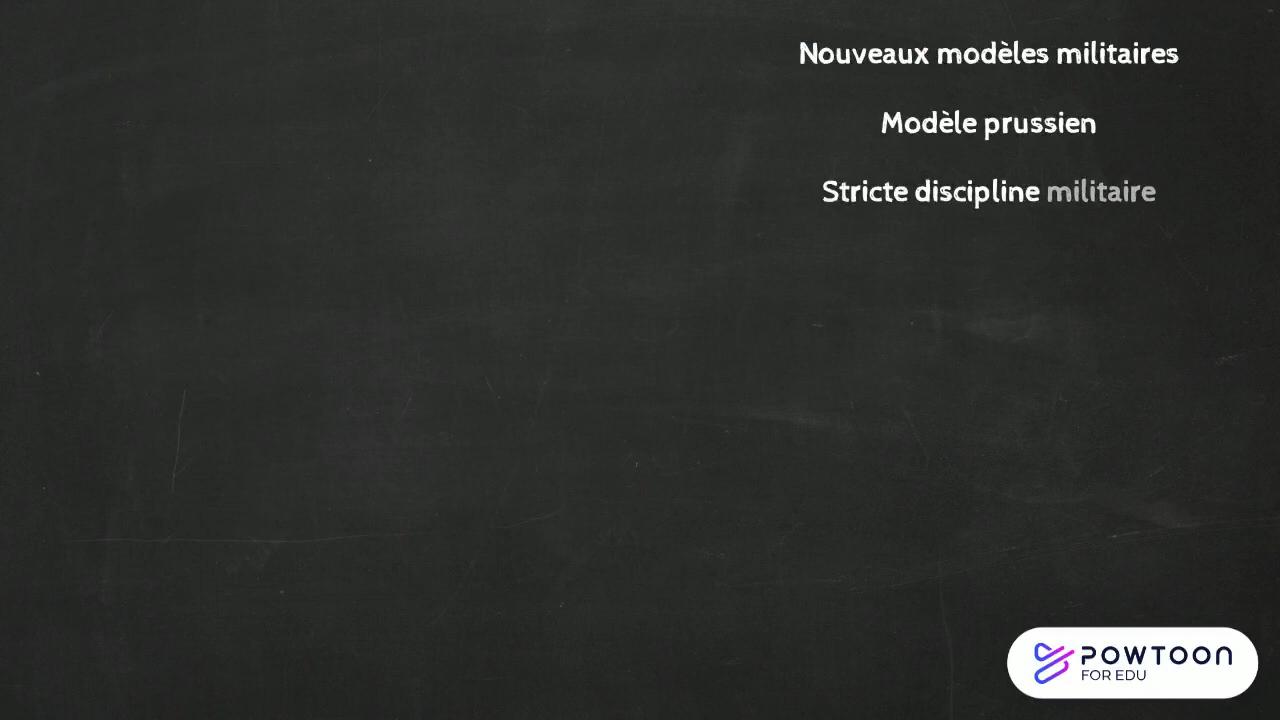 Nouveaux modèles militaires
Modèle prussien
Stricte discipline militaire
POWTOON
FOR EDU